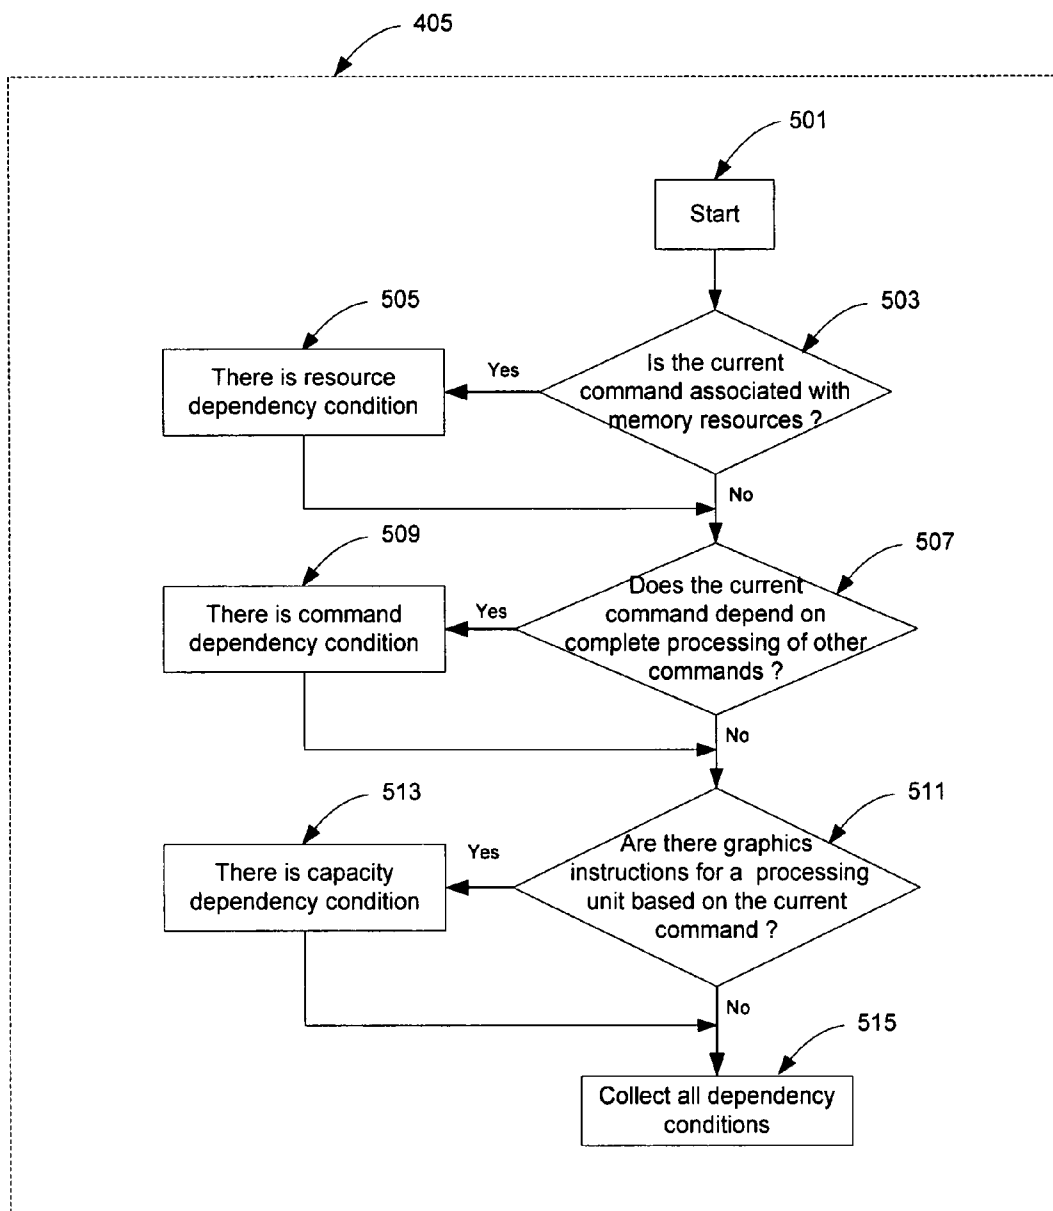 405
501
Start
503
505
Is the current
command associated with
memory resources ?
Yes
There is resource
dependency condition
No
507
509
Does the current
command depend on
complete processing of other
commands ?
Yes
There is command
dependency condition
No
511
513
Are there graphics
instructions for a processing
unit based on the current
command ?
Yes
There is capacity
dependency condition
No
515
Collect all dependency
conditions